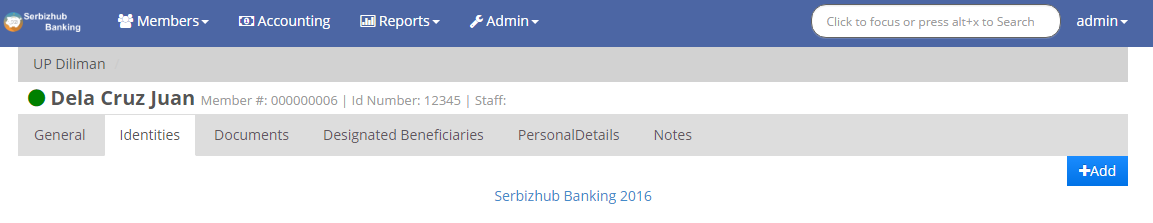 Serbizhub Banking Members Accounting Reports Admin Click to focus or press alt+x to Search admin
UP Diliman
Dela Cruz Juan Member #: 000000006 | Id Number: 12345 | Staff:
General Identities Documents Designated Beneficiaries PersonalDetails Notes
+Add
Serbizhub Banking 2016